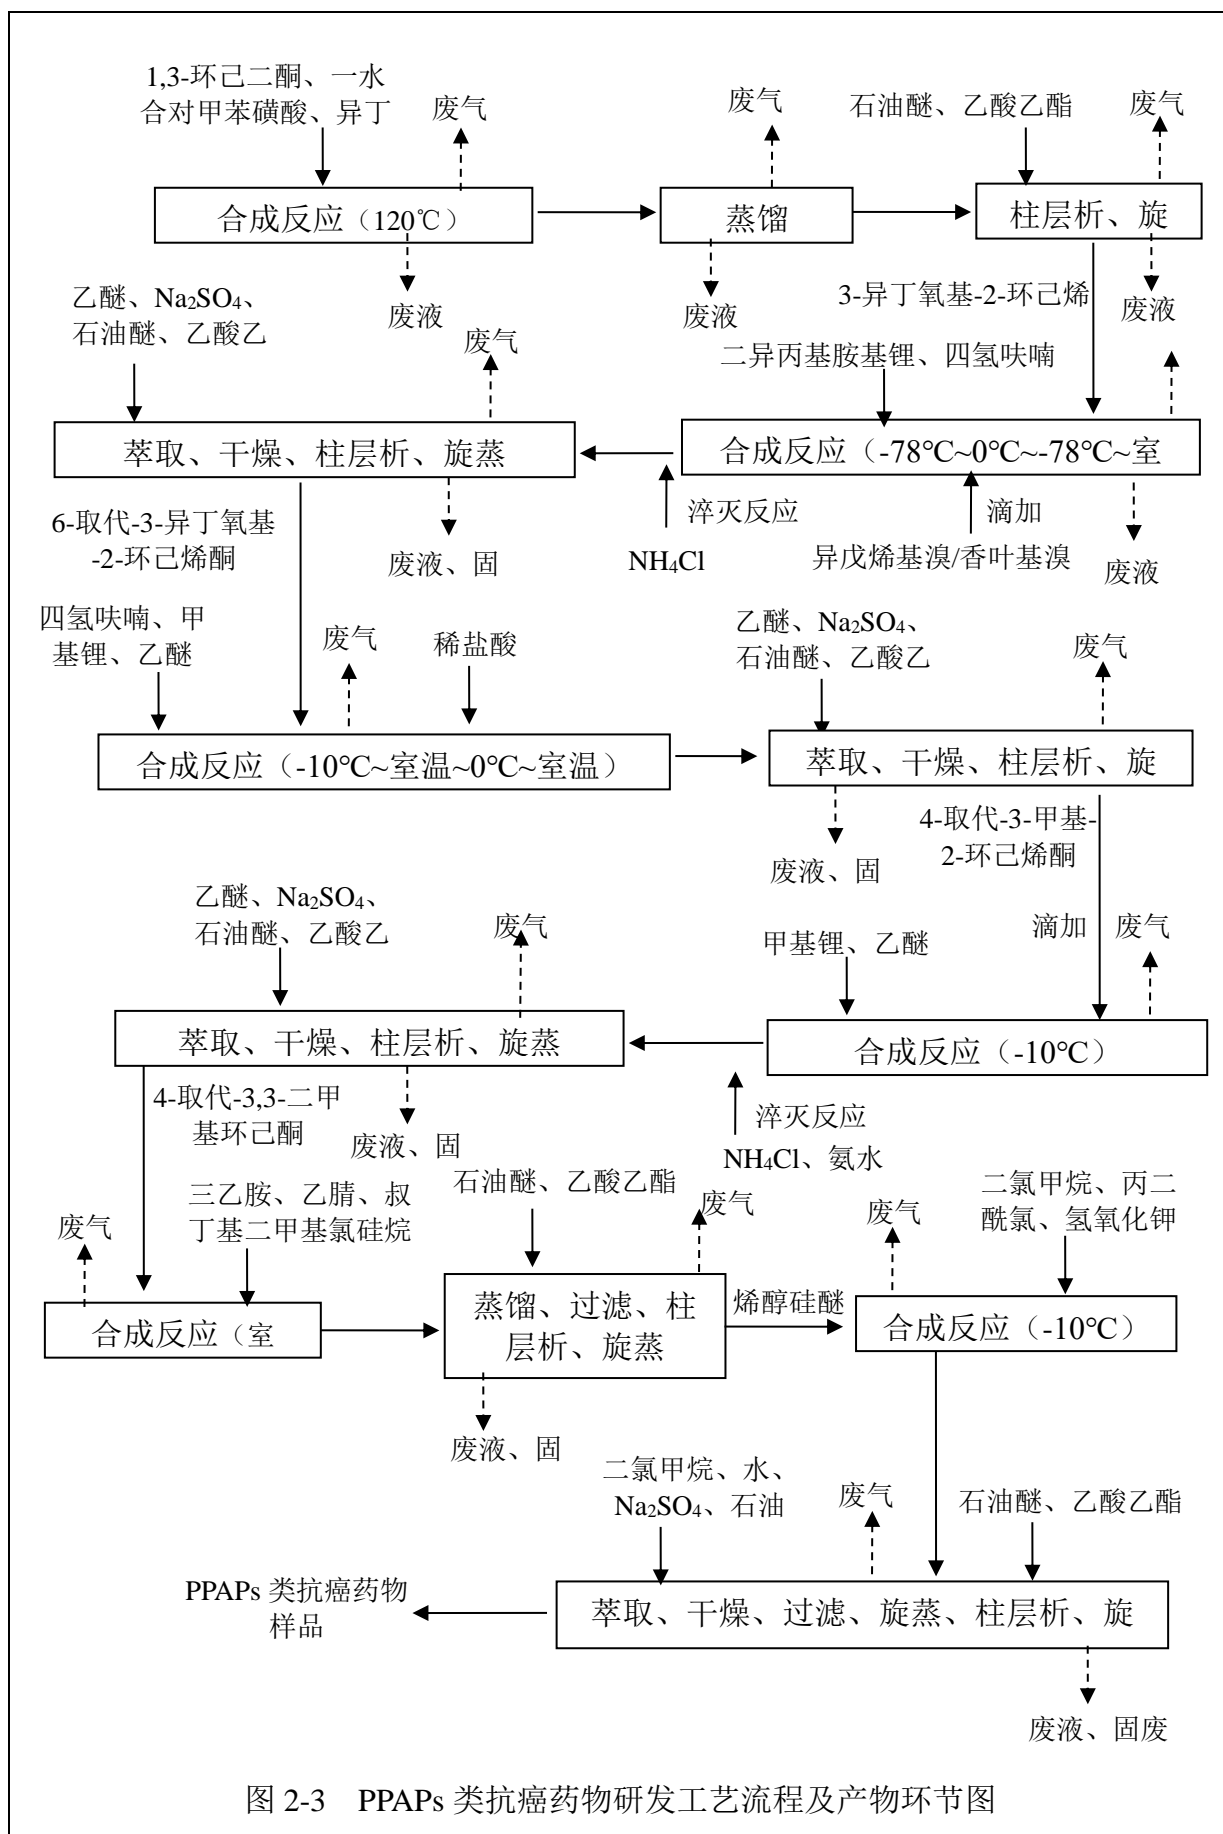 1,3-环己二酮、一水
合对甲苯磺酸、异丁
废气
废气
石油醚、乙酸乙酯
废气
合成反应（120℃）
蒸馏
柱层析、旋
废液
废液
3-异丁氧基-2-环己烯
废液
乙醚、Na₂SO₄、
石油醚、乙酸乙
废气
二异丙基胺基锂、四氢呋喃
萃取、干燥、柱层析、旋蒸
合成反应（-78℃~0℃~-78℃~室
6-取代-3-异丁氧基
-2-环己烯酮
废液、固
淬灭反应
NH₄Cl
滴加
异戊烯基溴/香叶基溴
废液
四氢呋喃、甲
基锂、乙醚
废气
稀盐酸
乙醚、Na₂SO₄、
石油醚、乙酸乙
废气
合成反应（-10℃~室温~0℃~室温）
萃取、干燥、柱层析、旋
废液、固
4-取代-3-甲基-
2-环己烯酮
乙醚、Na₂SO₄、
石油醚、乙酸乙
废气
甲基锂、乙醚
滴加
废气
萃取、干燥、柱层析、旋蒸
合成反应（-10℃）
4-取代-3,3-二甲
基环己酮
废液、固
淬灭反应
NH₄Cl、氨水
废气
三乙胺、乙腈、叔
丁基二甲基氯硅烷
石油醚、乙酸乙酯
废气
废气
二氯甲烷、丙二
酰氯、氢氧化钾
合成反应（室
蒸馏、过滤、柱
层析、旋蒸
烯醇硅醚
合成反应（-10℃）
废液、固
二氯甲烷、水、
Na₂SO₄、石油
废气
石油醚、乙酸乙酯
PPAPs 类抗癌药物
样品
萃取、干燥、过滤、旋蒸、柱层析、旋
废液、固废
图 2-3 PPAPs 类抗癌药物研发工艺流程及产物环节图